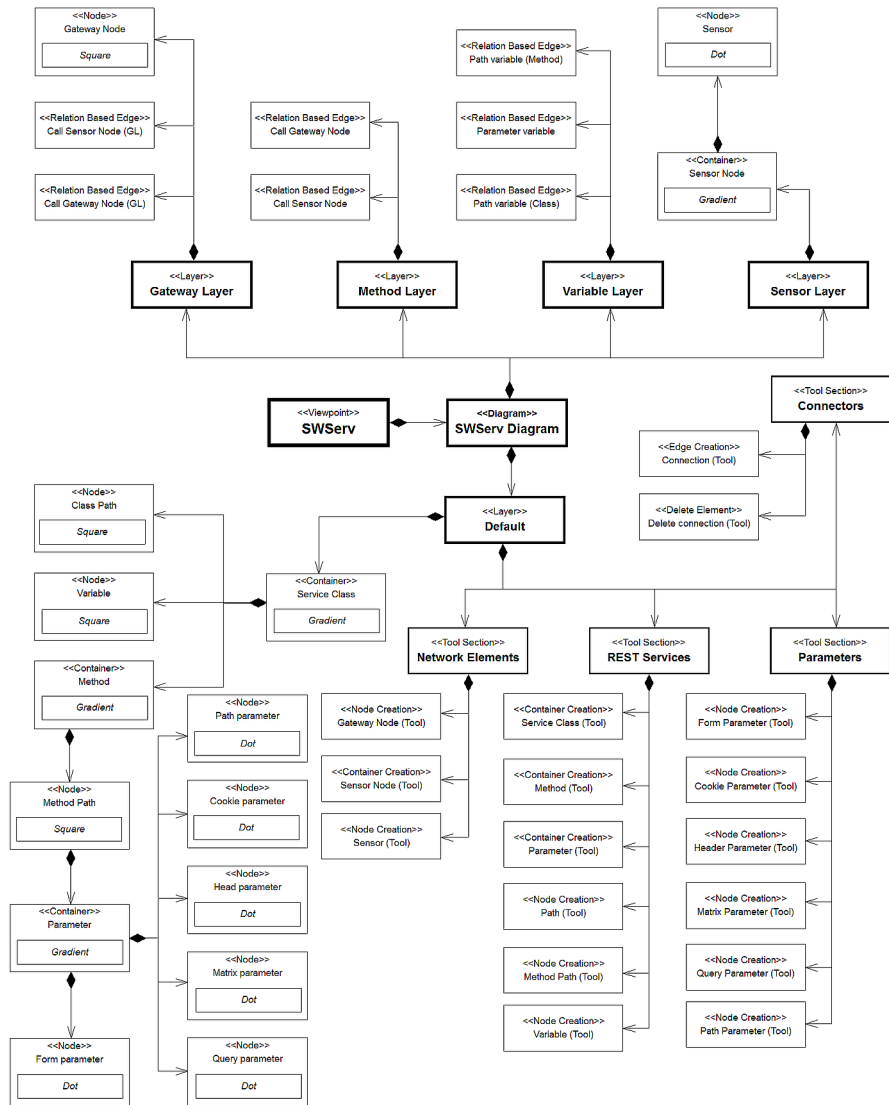 <<Node>>
Gateway Node
Square
<<Relation Based Edge>>
Call Sensor Node (GL)
<<Relation Based Edge>>
Call Gateway Node (GL)
<<Relation Based Edge>>
Call Gateway Node
<<Relation Based Edge>>
Call Sensor Node
<<Relation Based Edge>>
Path variable (Method)
<<Relation Based Edge>>
Parameter variable
<<Relation Based Edge>>
Path variable (Class)
<<Node>>
Sensor
Dot
<<Container>>
Sensor Node
Gradient
<<Layer>>
Gateway Layer
<<Layer>>
Method Layer
<<Layer>>
Variable Layer
<<Layer>>
Sensor Layer
<<Viewpoint>>
SWServ
<<Diagram>>
SWServ Diagram
<<Tool Section>>
Connectors
<<Edge Creation>>
Connection (Tool)
<<Delete Element>>
Delete connection (Tool)
<<Layer>>
Default
<<Node>>
Class Path
Square
<<Node>>
Variable
Square
<<Container>>
Service Class
Gradient
<<Container>>
Method
Gradient
<<Node>>
Method Path
Square
<<Container>>
Parameter
Gradient
<<Node>>
Form parameter
Dot
<<Node>>
Path parameter
Dot
<<Node>>
Cookie parameter
Dot
<<Node>>
Head parameter
Dot
<<Node>>
Matrix parameter
Dot
<<Node>>
Query parameter
Dot
<<Tool Section>>
Network Elements
<<Node Creation>>
Gateway Node (Tool)
<<Container Creation>>
Sensor Node (Tool)
<<Node Creation>>
Sensor (Tool)
<<Tool Section>>
REST Services
<<Container Creation>>
Service Class (Tool)
<<Container Creation>>
Method (Tool)
<<Container Creation>>
Parameter (Tool)
<<Node Creation>>
Path (Tool)
<<Node Creation>>
Method Path (Tool)
<<Node Creation>>
Variable (Tool)
<<Tool Section>>
Parameters
<<Node Creation>>
Form Parameter (Tool)
<<Node Creation>>
Cookie Parameter (Tool)
<<Node Creation>>
Header Parameter (Tool)
<<Node Creation>>
Matrix Parameter (Tool)
<<Node Creation>>
Query Parameter (Tool)
<<Node Creation>>
Path Parameter (Tool)